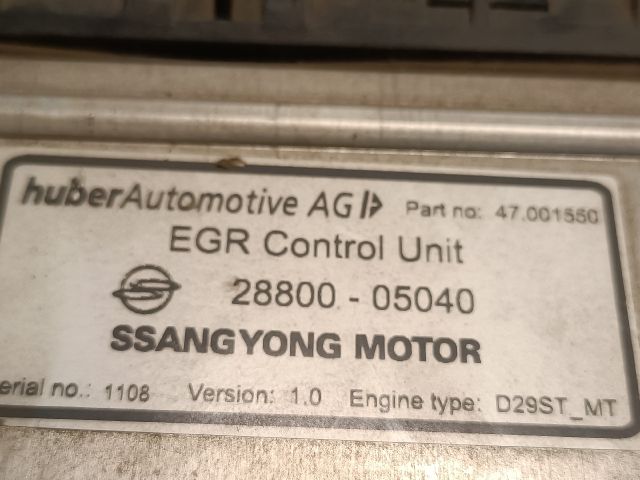 huberAutomotive AG Part no: 47.001550
EGR Control Unit
28800 - 05040
SSANGYONG MOTOR
erial no.: 1108 Version: 1.0 Engine type: D29ST_MT